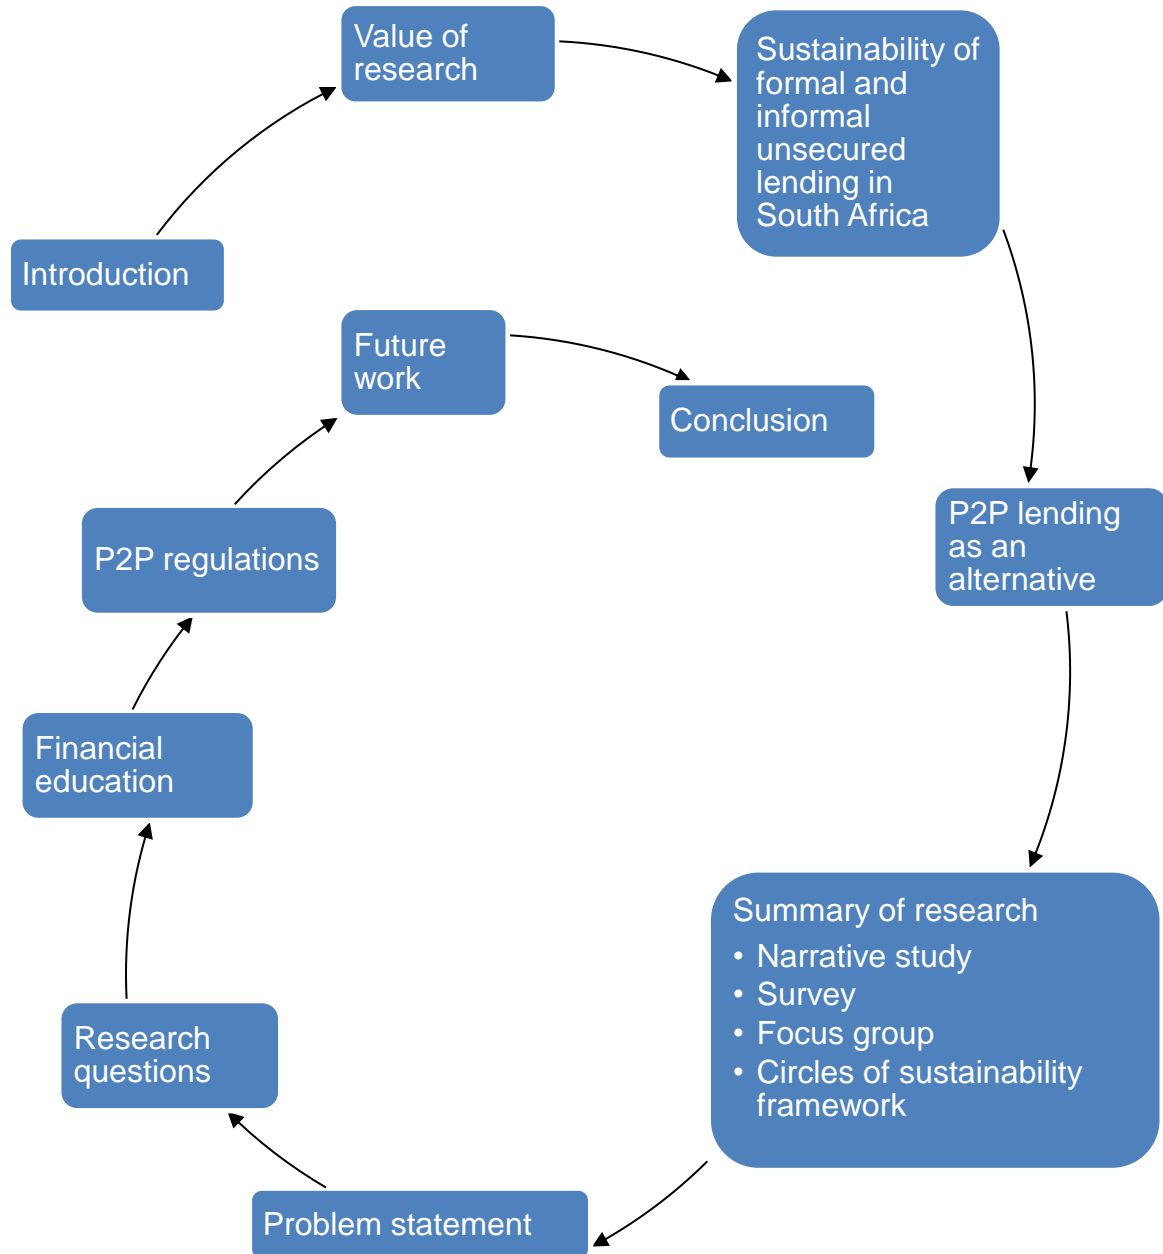 Introduction
Value of
research
Sustainability of
formal and
informal
unsecured
lending in
South Africa
P2P lending
as an
alternative
Summary of research
• Narrative study
• Survey
• Focus group
• Circles of sustainability
framework
Problem statement
Research
questions
Financial
education
P2P regulations
Future
work
Conclusion